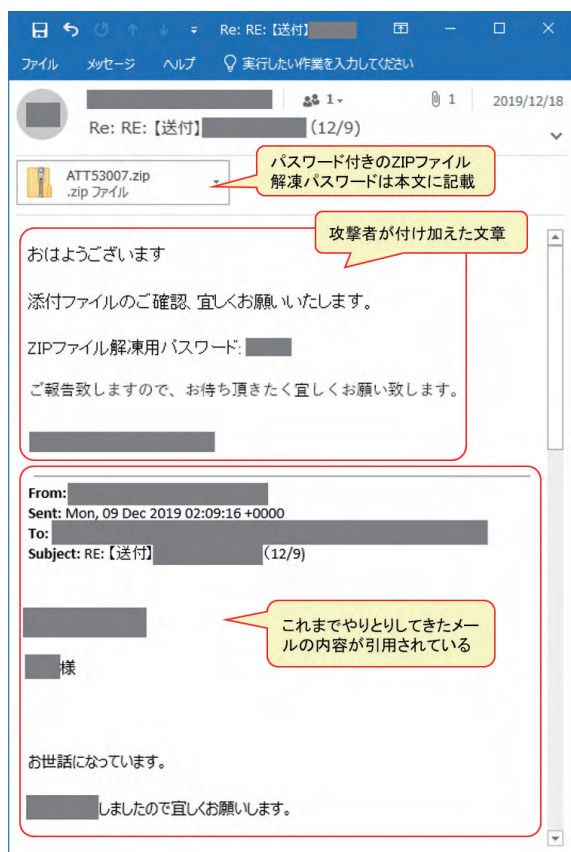 Re: RE:【送付】
ファイル メッセージ ヘルプ 実行したい作業を入力してください
1 1 2019/12/18
Re: RE:【送付】 (12/9)
ATT53007.zip
.zip ファイル
パスワード付きのZIPファイル
解凍パスワードは本文に記載
攻撃者が付け加えた文章
おはようございます
添付ファイルのご確認、宜しくお願いいたします。
ZIPファイル解凍用パスワード:
ご報告致しますので、お待ち頂きたく宜しくお願い致します。
From:
Sent: Mon, 09 Dec 2019 02:09:16 +0000
To:
Subject: RE:【送付】 (12/9)
これまでやりとりしてきたメー
ルの内容が引用されている
様
お世話になっています。
しましたので宜しくお願いします。